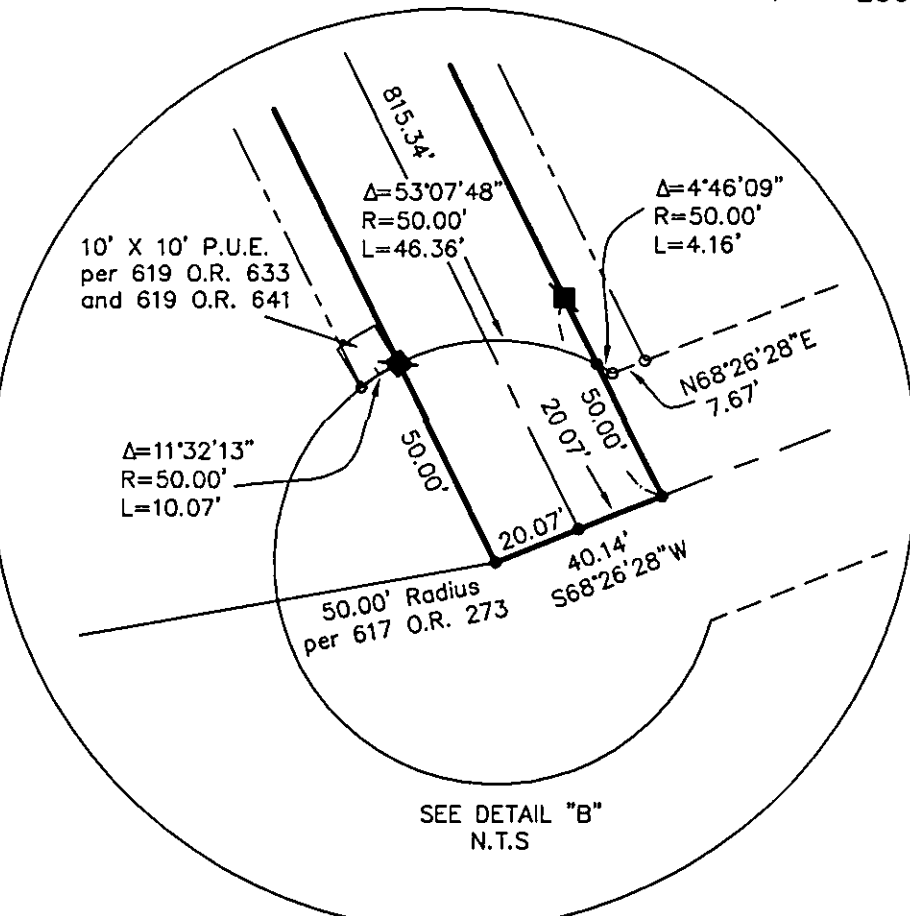 815.34'
Δ=53°07'48"
R=50.00'
L=46.36'
Δ=4°46'09"
R=50.00'
L=4.16'
10' X 10' P.U.E.
per 619 O.R. 633
and 619 O.R. 641
N68°26'28"E
7.67'
Δ=11°32'13"
R=50.00'
L=10.07'
50.00'
20 07'
50.00'
20.07'
40.14'
S68°26'28"W
50.00' Radius
per 617 O.R. 273
SEE DETAIL "B"
N.T.S